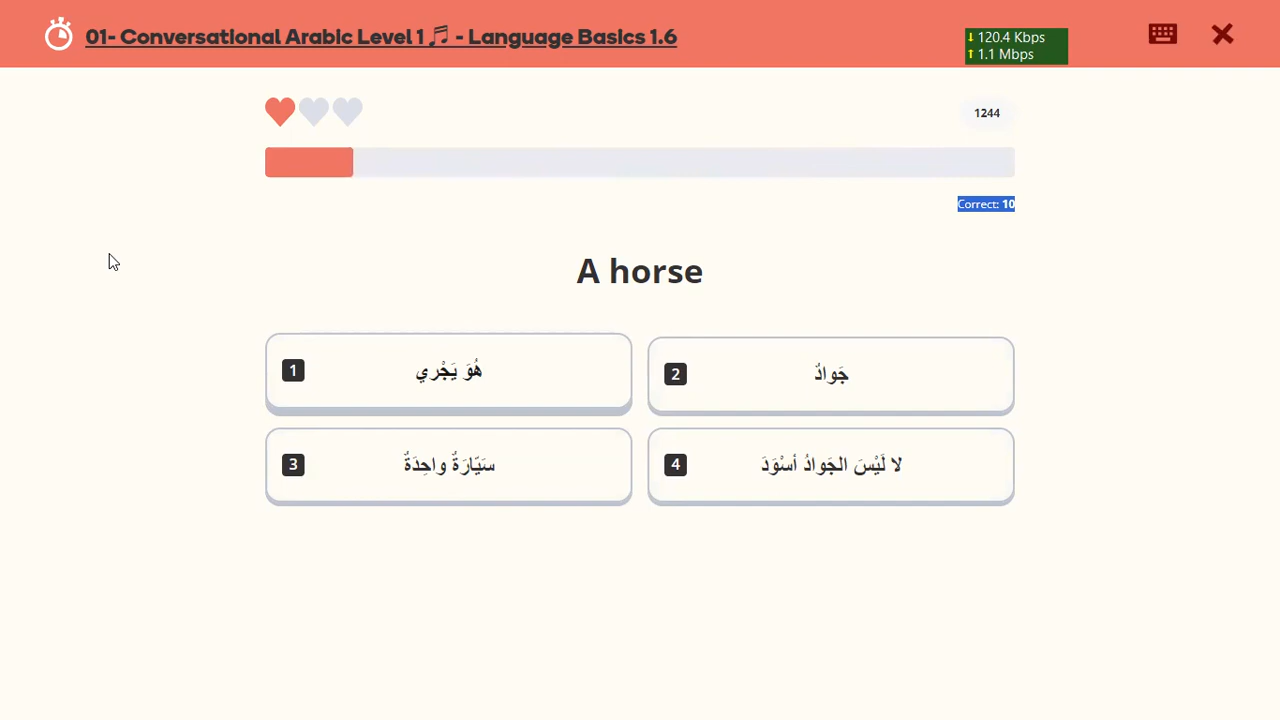 01- Conversational Arabic Level 1 🎵 - Language Basics 1.6
↓ 120.4 Kbps
↑ 1.1 Mbps
1244
Correct: 10
A horse
1 هُوَ يَجْري
2 جَوادٌ
3 سَيّارَةٌ واحِدَةٌ
4 لا لَيْسَ الجَوادُ أسْوَدَ